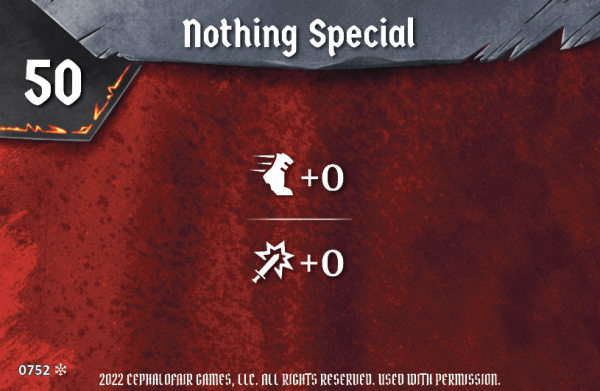 Nothing Special
50
+0
+0
0752
2022 CEPHALOFAIR GAMES, LLC. ALL RIGHTS RESERVED. USED WITH PERMISSION.